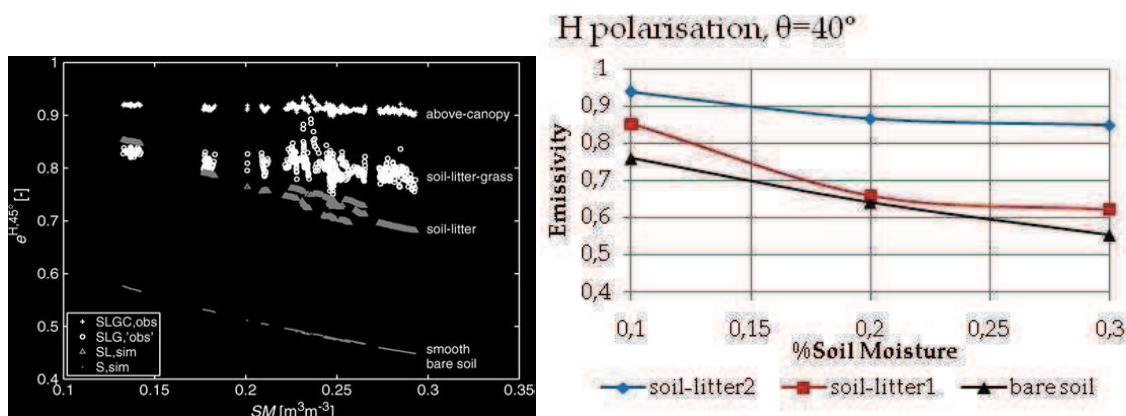 0.1 0.15 0.2 0.25 0.3 0.35
1
0.9
0.8
0.7
0.6
0.5
0.4
e^H,45° [-]
SM [m³m⁻³]
above-canopy
soil-litter-grass
soil-litter
smooth
bare soil
+ SLGC,obs
○ SLG,'obs'
△ SL,sim
· S,sim
H polarisation, θ=40°
1
0,9
0,8
0,7
0,6
0,5
0,4
Emissivity
0,1 0,15 0,2 0,25 0,3
%Soil Moisture
soil-litter2 soil-litter1 bare soil